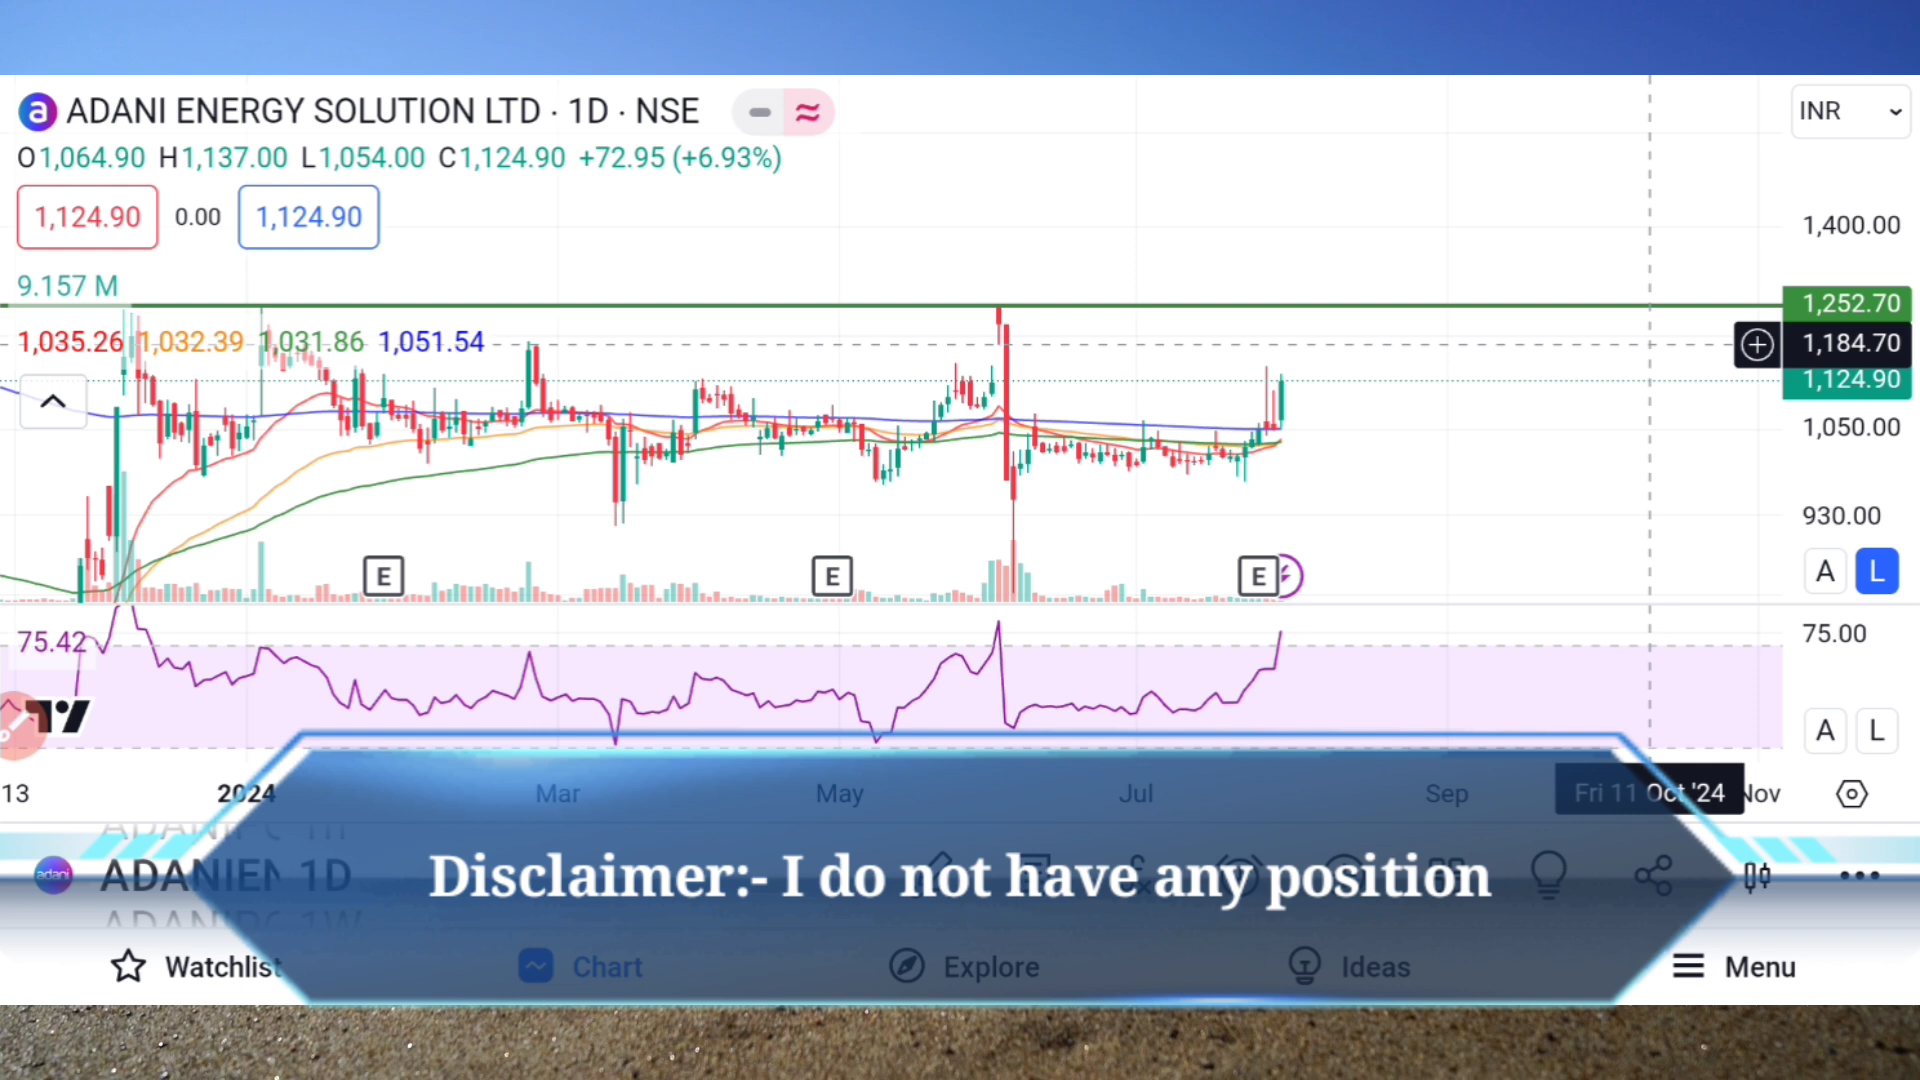 ADANI ENERGY SOLUTION LTD · 1D · NSE
INR
O1,064.90 H1,137.00 L1,054.00 C1,124.90 +72.95 (+6.93%)
1,124.90 0.00 1,124.90
1,400.00
9.157 M
1,252.70
1,035.26 1,032.39 1,031.86 1,051.54
1,184.70
1,124.90
1,050.00
930.00
E E E
A L
75.42
75.00
A L
13 2024 Mar May Jul Sep Fri 11 Oct '24 Nov
adani
1D
Disclaimer:- I do not have any position
Watchlist Chart Explore Ideas Menu